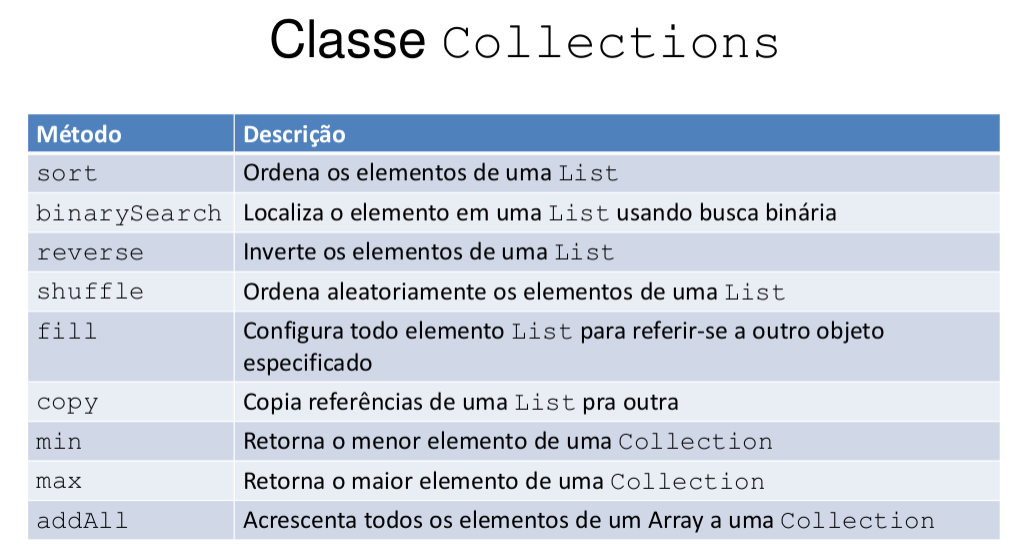 Classe Collections
Método Descrição
sort Ordena os elementos de uma List
binarySearch Localiza o elemento em uma List usando busca binária
reverse Inverte os elementos de uma List
shuffle Ordena aleatoriamente os elementos de uma List
fill Configura todo elemento List para referir-se a outro objeto
especificado
copy Copia referências de uma List pra outra
min Retorna o menor elemento de uma Collection
max Retorna o maior elemento de uma Collection
addAll Acrescenta todos os elementos de um Array a uma Collection